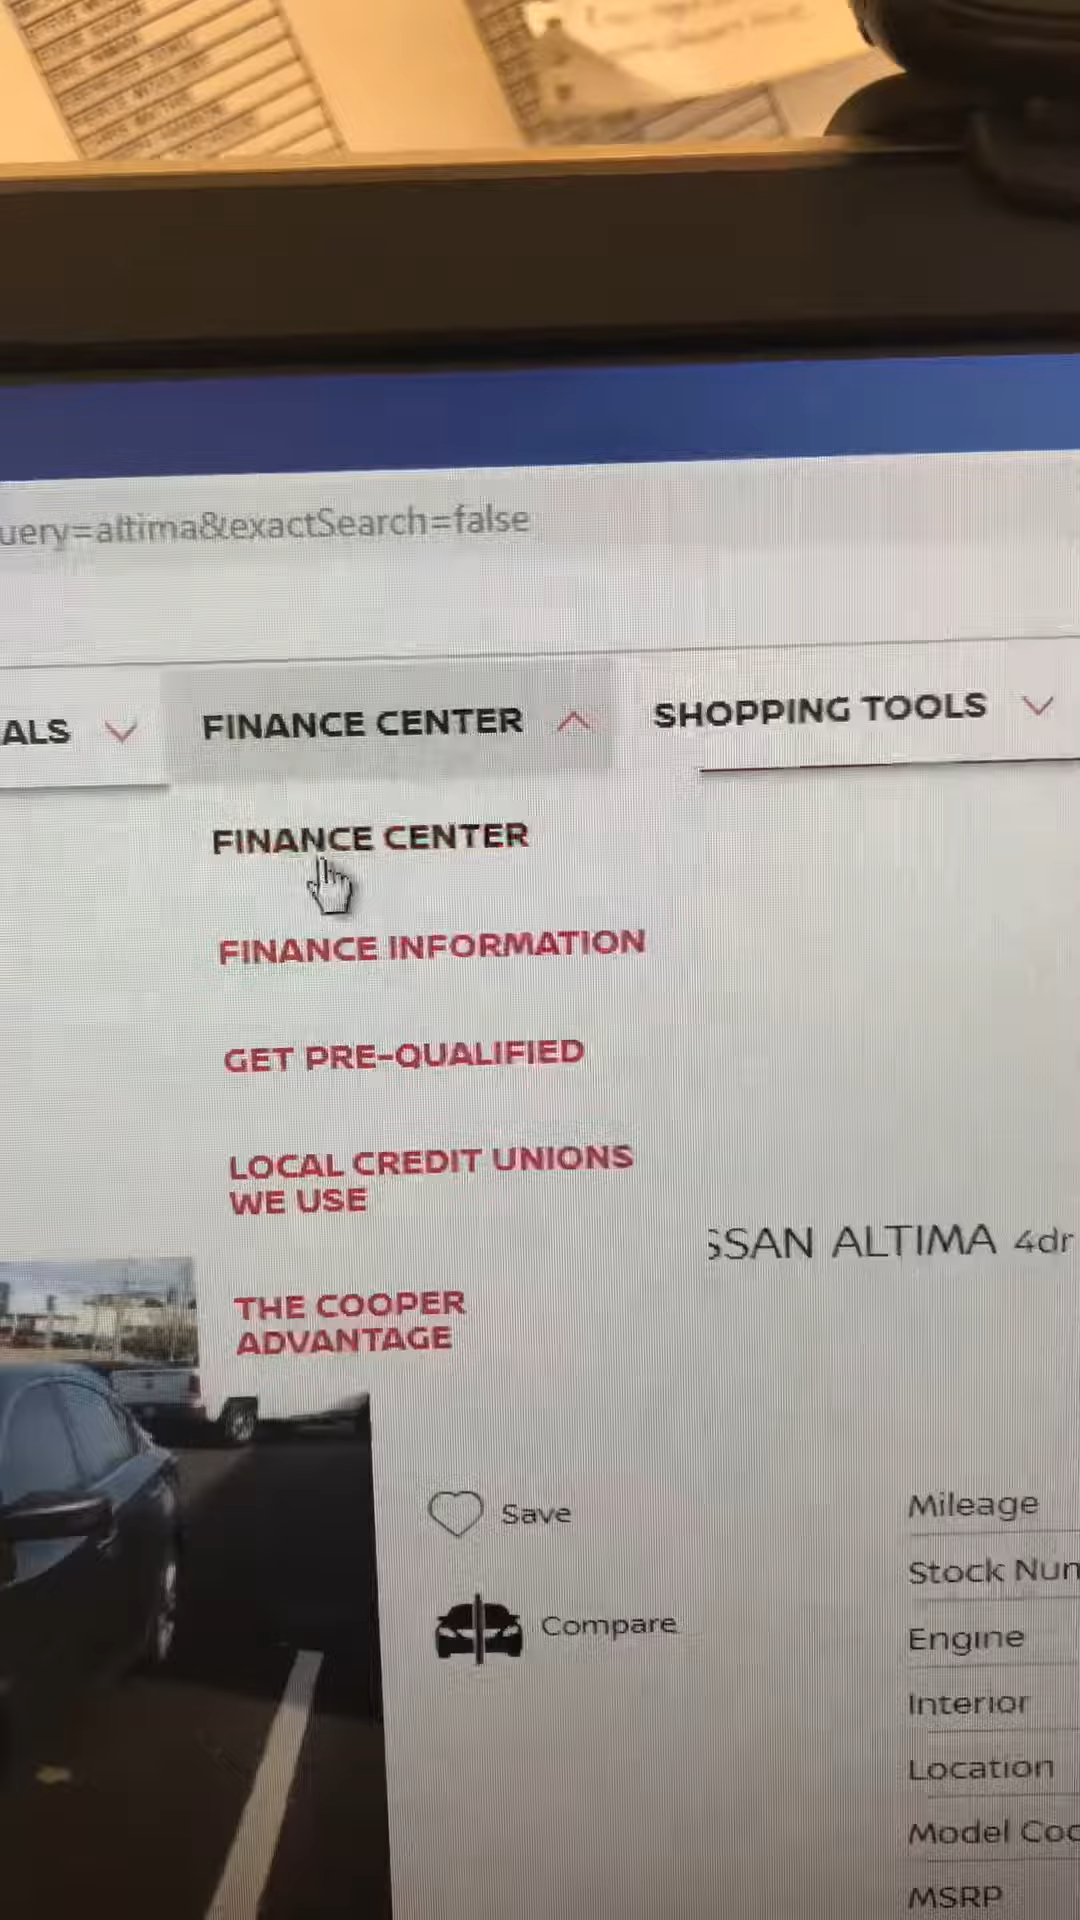 uery=altima&exactSearch=false
ALS
FINANCE CENTER
SHOPPING TOOLS
FINANCE CENTER
FINANCE INFORMATION
GET PRE-QUALIFIED
LOCAL CREDIT UNIONS
WE USE
SSAN ALTIMA 4dr
THE COOPER
ADVANTAGE
Save
Mileage
Stock Num
Compare
Engine
Interior
Location
Model Cod
MSRP